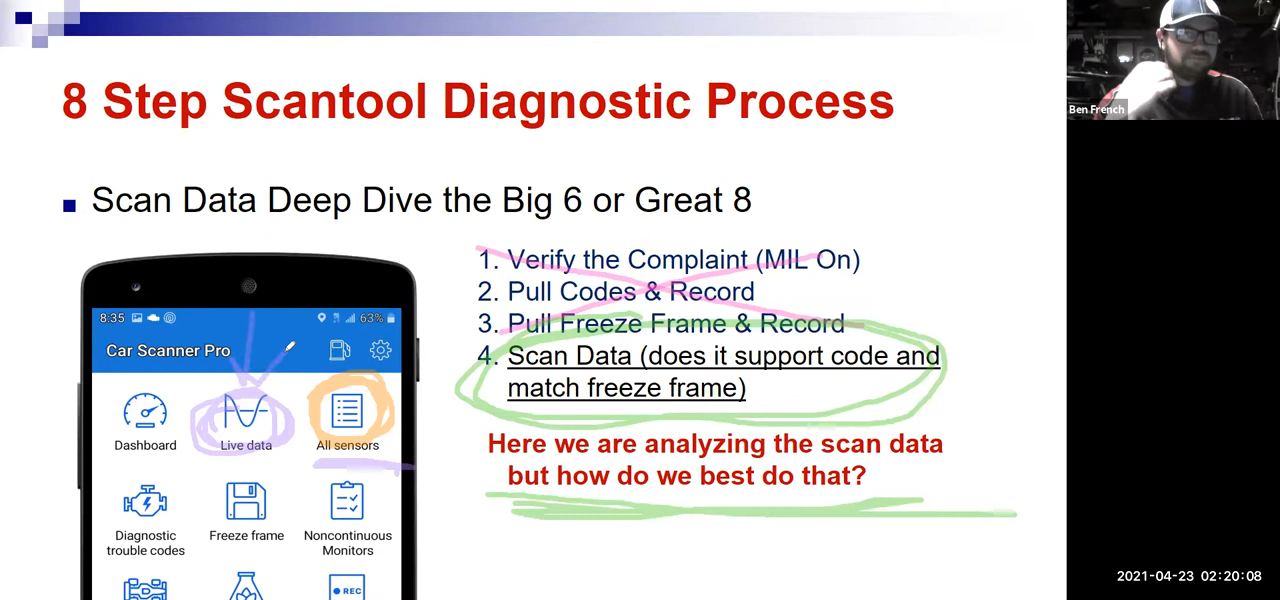 8 Step Scantool Diagnostic Process
Scan Data Deep Dive the Big 6 or Great 8
1. Verify the Complaint (MIL On)
2. Pull Codes & Record
3. Pull Freeze Frame & Record
4. Scan Data (does it support code and
match freeze frame)
Here we are analyzing the scan data
but how do we best do that?
8:35
63%
Car Scanner Pro
Dashboard
Live data
All sensors
Diagnostic
trouble codes
Freeze frame
Noncontinuous
Monitors
REC
Ben French
2021-04-23 02:20:08